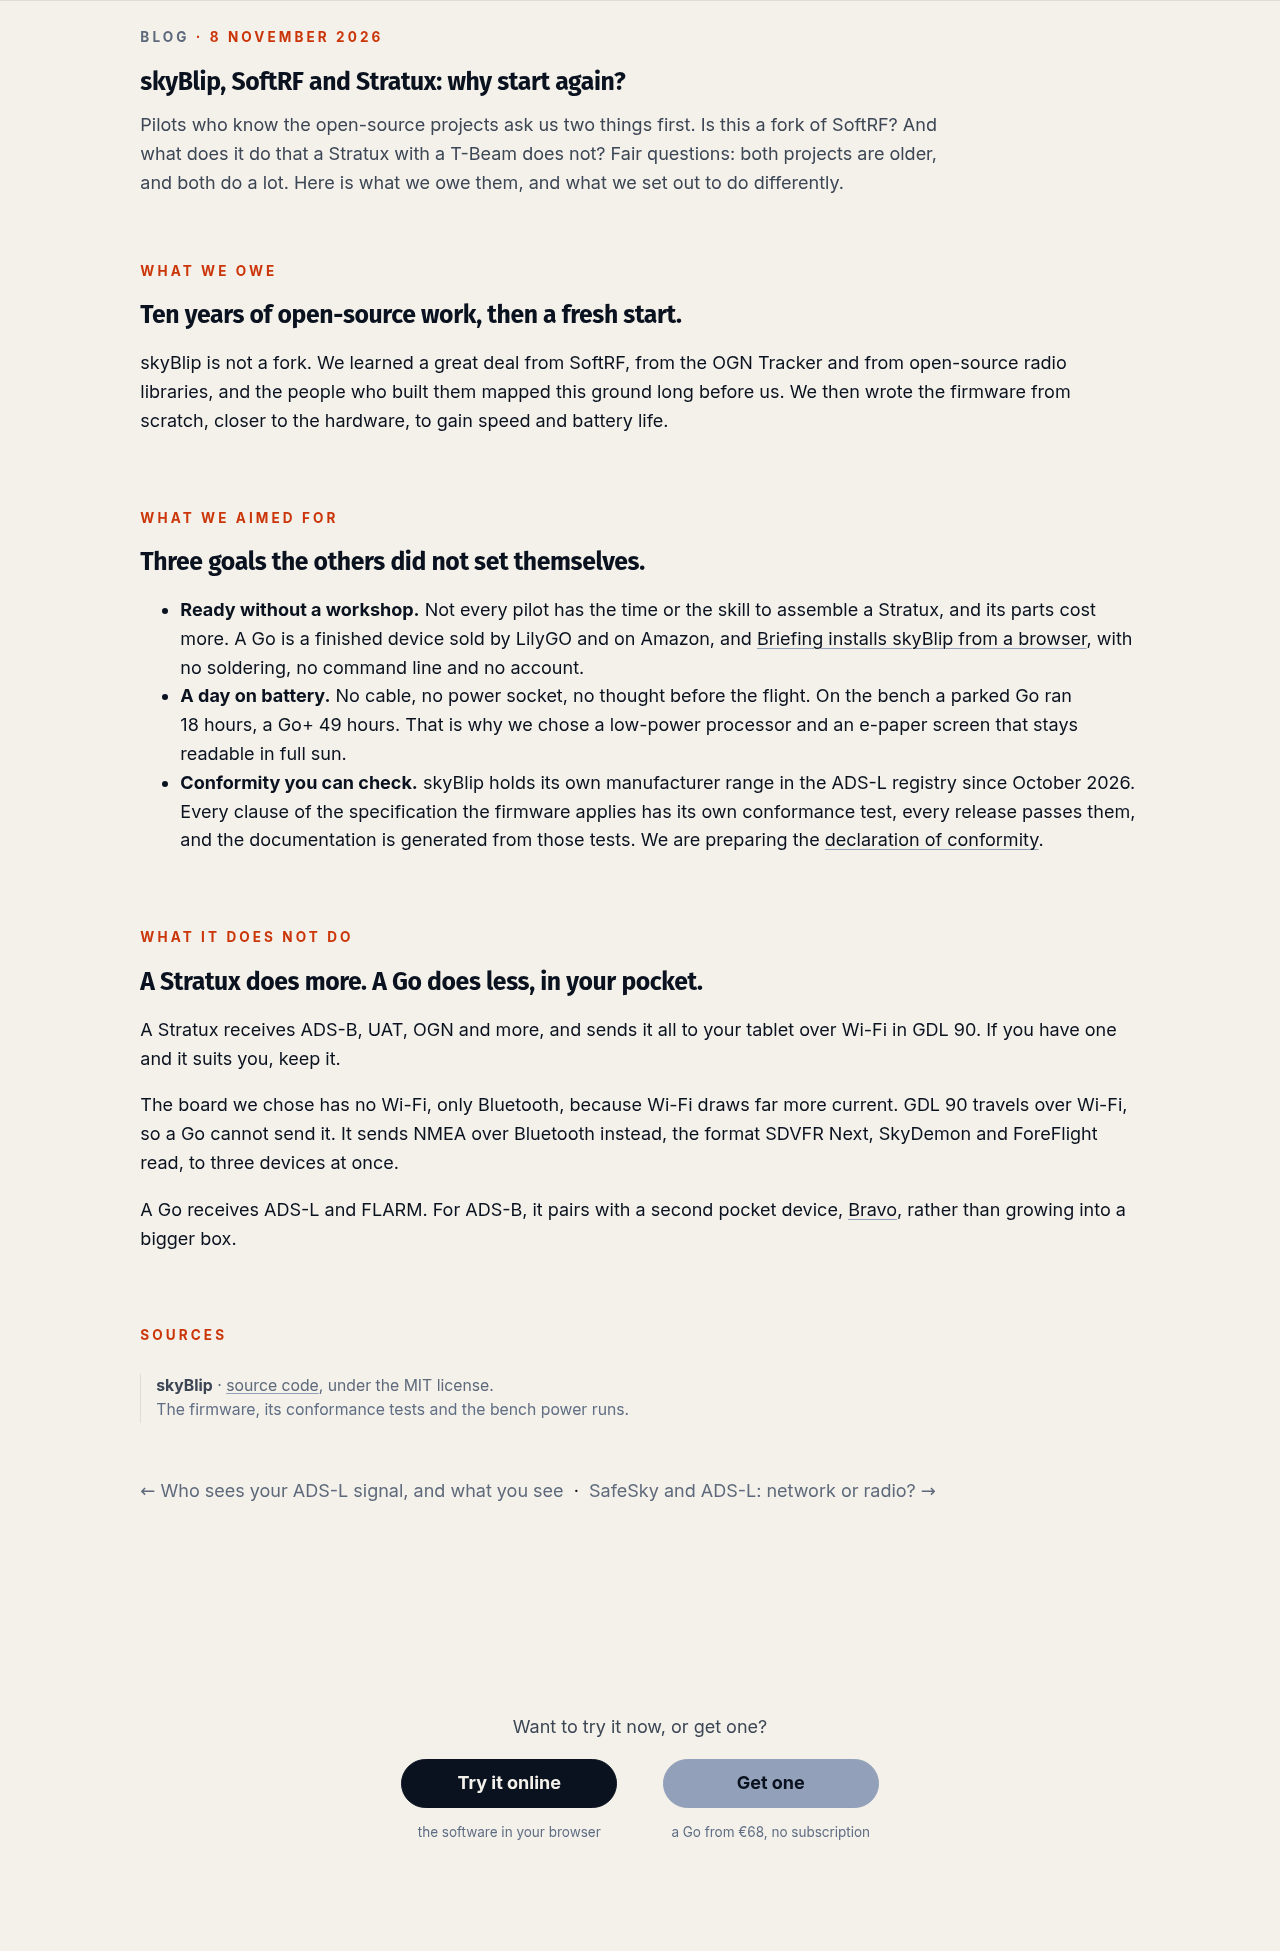 BLOG · 8 NOVEMBER 2026
skyBlip, SoftRF and Stratux: why start again?
Pilots who know the open-source projects ask us two things first. Is this a fork of SoftRF? And
what does it do that a Stratux with a T-Beam does not? Fair questions: both projects are older,
and both do a lot. Here is what we owe them, and what we set out to do differently.
WHAT WE OWE
Ten years of open-source work, then a fresh start.
skyBlip is not a fork. We learned a great deal from SoftRF, from the OGN Tracker and from open-source radio
libraries, and the people who built them mapped this ground long before us. We then wrote the firmware from
scratch, closer to the hardware, to gain speed and battery life.
WHAT WE AIMED FOR
Three goals the others did not set themselves.
• Ready without a workshop. Not every pilot has the time or the skill to assemble a Stratux, and its parts cost
more. A Go is a finished device sold by LilyGO and on Amazon, and Briefing installs skyBlip from a browser, with
no soldering, no command line and no account.
• A day on battery. No cable, no power socket, no thought before the flight. On the bench a parked Go ran
18 hours, a Go+ 49 hours. That is why we chose a low-power processor and an e-paper screen that stays
readable in full sun.
• Conformity you can check. skyBlip holds its own manufacturer range in the ADS-L registry since October 2026.
Every clause of the specification the firmware applies has its own conformance test, every release passes them,
and the documentation is generated from those tests. We are preparing the declaration of conformity.
WHAT IT DOES NOT DO
A Stratux does more. A Go does less, in your pocket.
A Stratux receives ADS-B, UAT, OGN and more, and sends it all to your tablet over Wi-Fi in GDL 90. If you have one
and it suits you, keep it.
The board we chose has no Wi-Fi, only Bluetooth, because Wi-Fi draws far more current. GDL 90 travels over Wi-Fi,
so a Go cannot send it. It sends NMEA over Bluetooth instead, the format SDVFR Next, SkyDemon and ForeFlight
read, to three devices at once.
A Go receives ADS-L and FLARM. For ADS-B, it pairs with a second pocket device, Bravo, rather than growing into a
bigger box.
SOURCES
skyBlip · source code, under the MIT license.
The firmware, its conformance tests and the bench power runs.
← Who sees your ADS-L signal, and what you see · SafeSky and ADS-L: network or radio? →
Want to try it now, or get one?
Try it online Get one
the software in your browser a Go from €68, no subscription